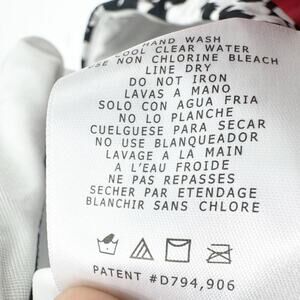 HAND WASH
COOL CLEAR WATER
USE NON CHLORINE BLEACH
LINE DRY
DO NOT IRON
LAVAS A MANO
SOLO CON AGUA FRIA
NO LO PLANCHE
CUELGUESE PARA SECAR
NO USE BLANQUEADOR
LAVAGE A LA MAIN
A L'EAU FROIDE
NE PAS REPASSES
SECHER PAR ETENDAGE
BLANCHIR SANS CHLORE
PATENT #D794,906